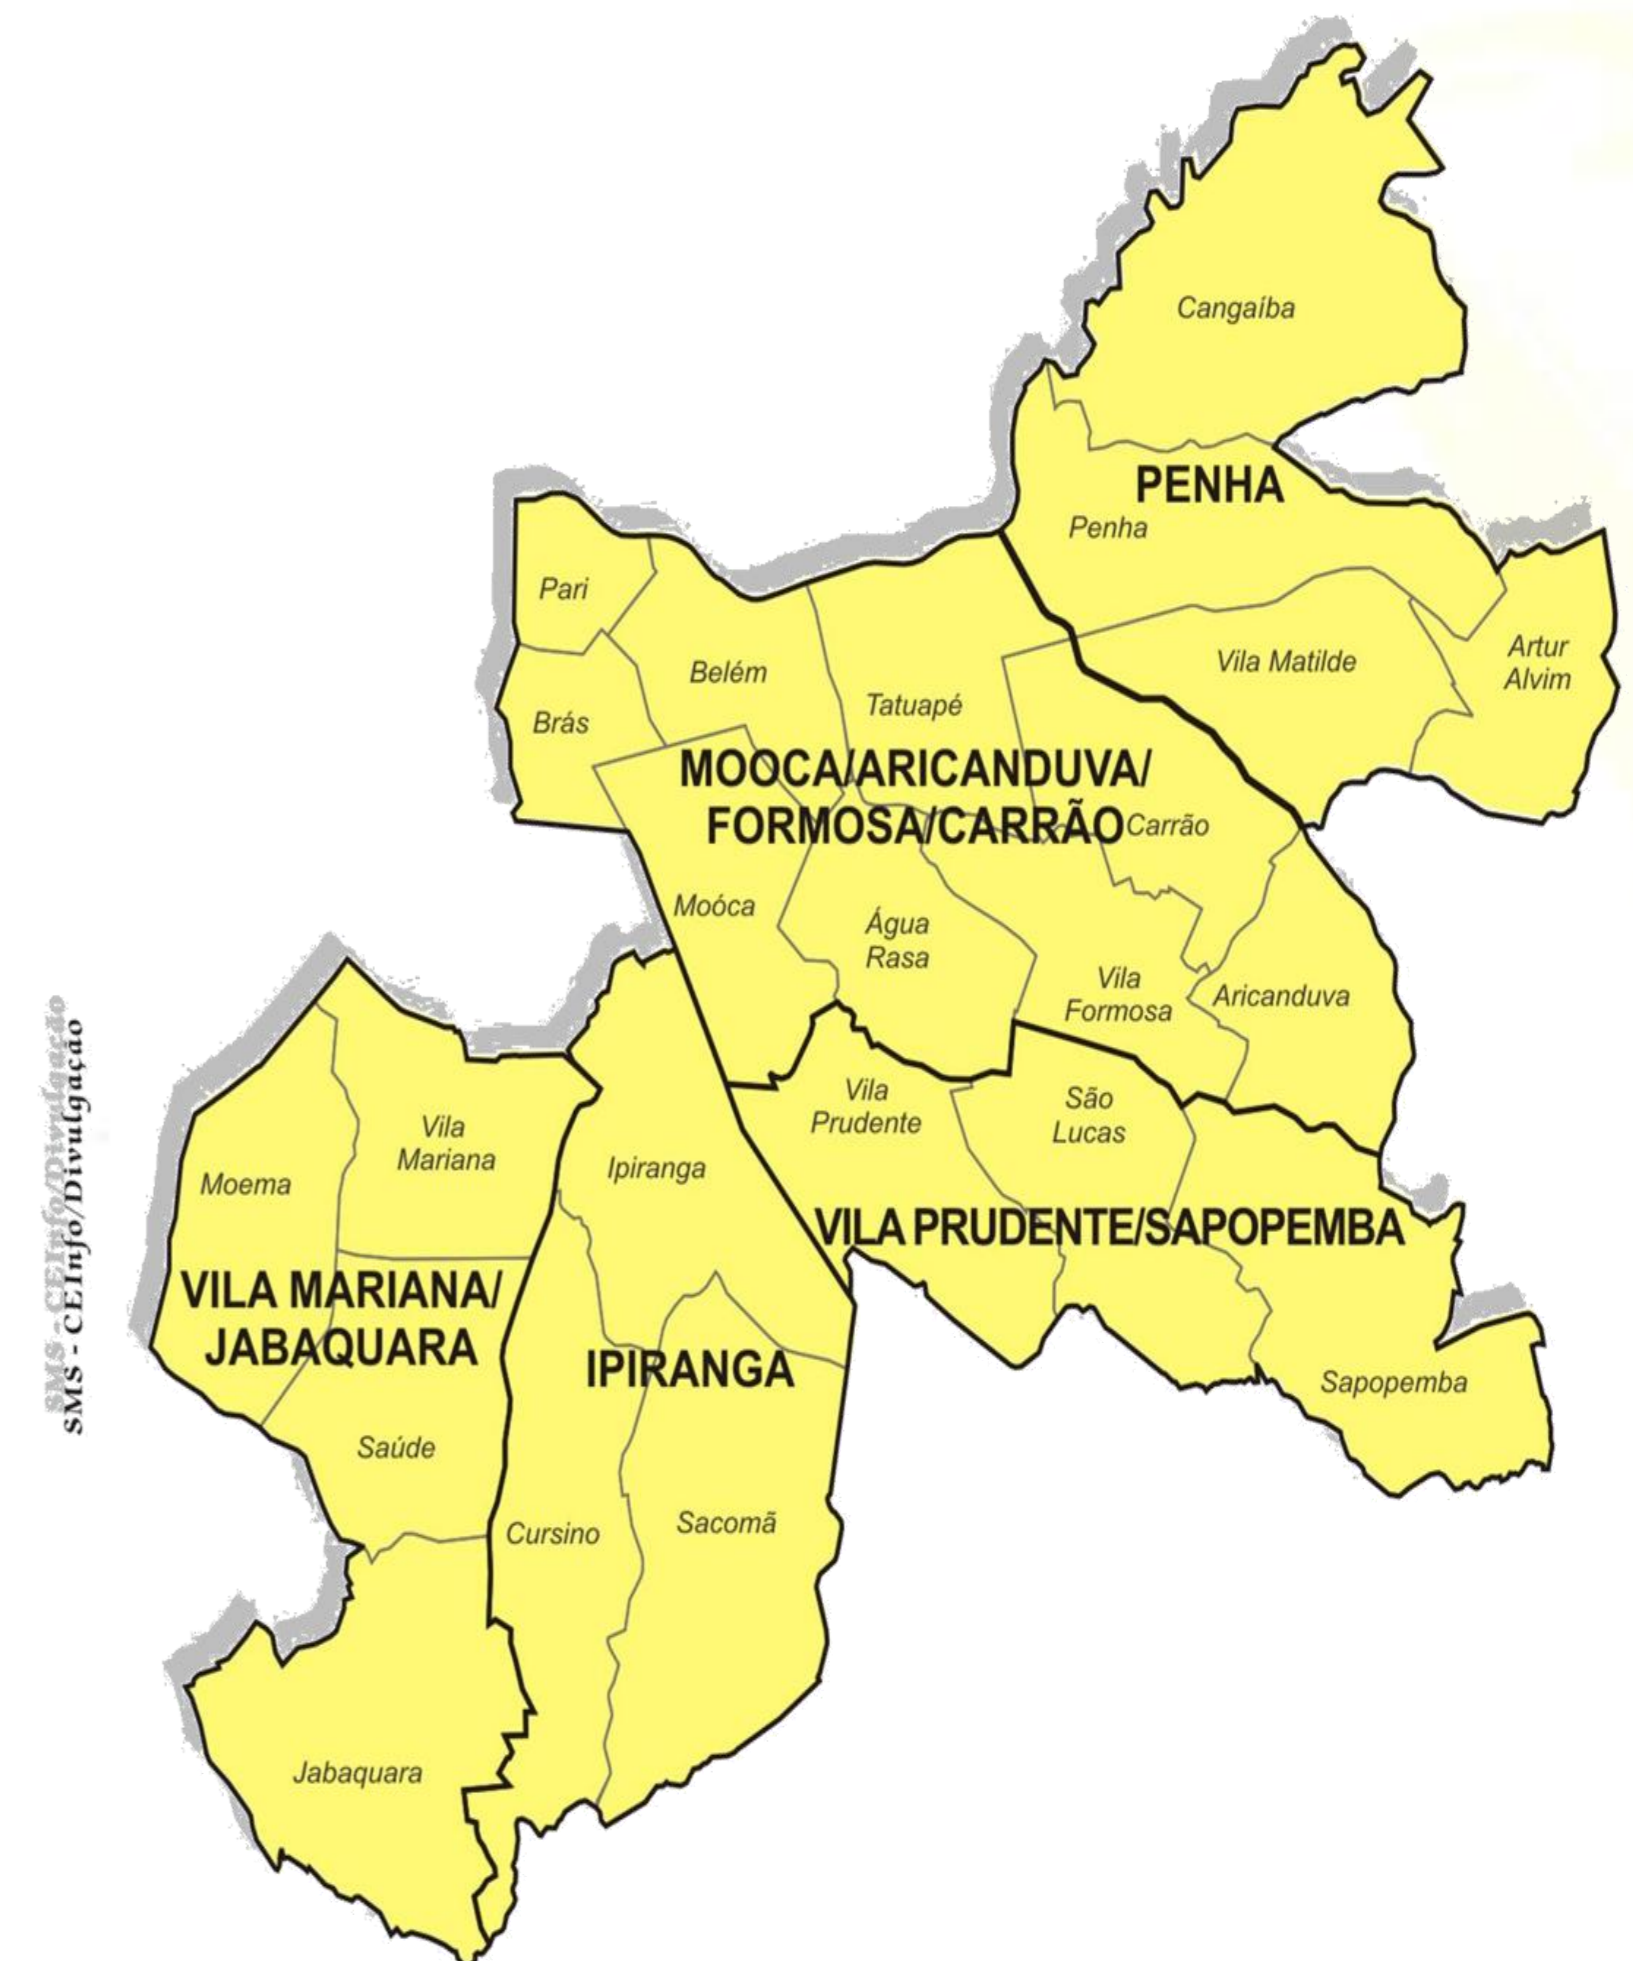 Cangaíba
PENHA
Penha
Pari
Artur
Alvim
Vila Matilde
Belém
Tatuapé
Brás
MOOCA/ARICANDUVA/
FORMOSA/CARRÃO
Carrão
Moóca
Água
Rasa
Vila
Formosa
Aricanduva
Vila
Prudente
São
Lucas
Vila
Mariana
Moema
Ipiranga
VILA PRUDENTE/SAPOPEMBA
VILA MARIANA/
JABAQUARA
IPIRANGA
Sapopemba
Saúde
Cursino
Sacomã
Jabaquara
SMS - CEInfo/Divulgação